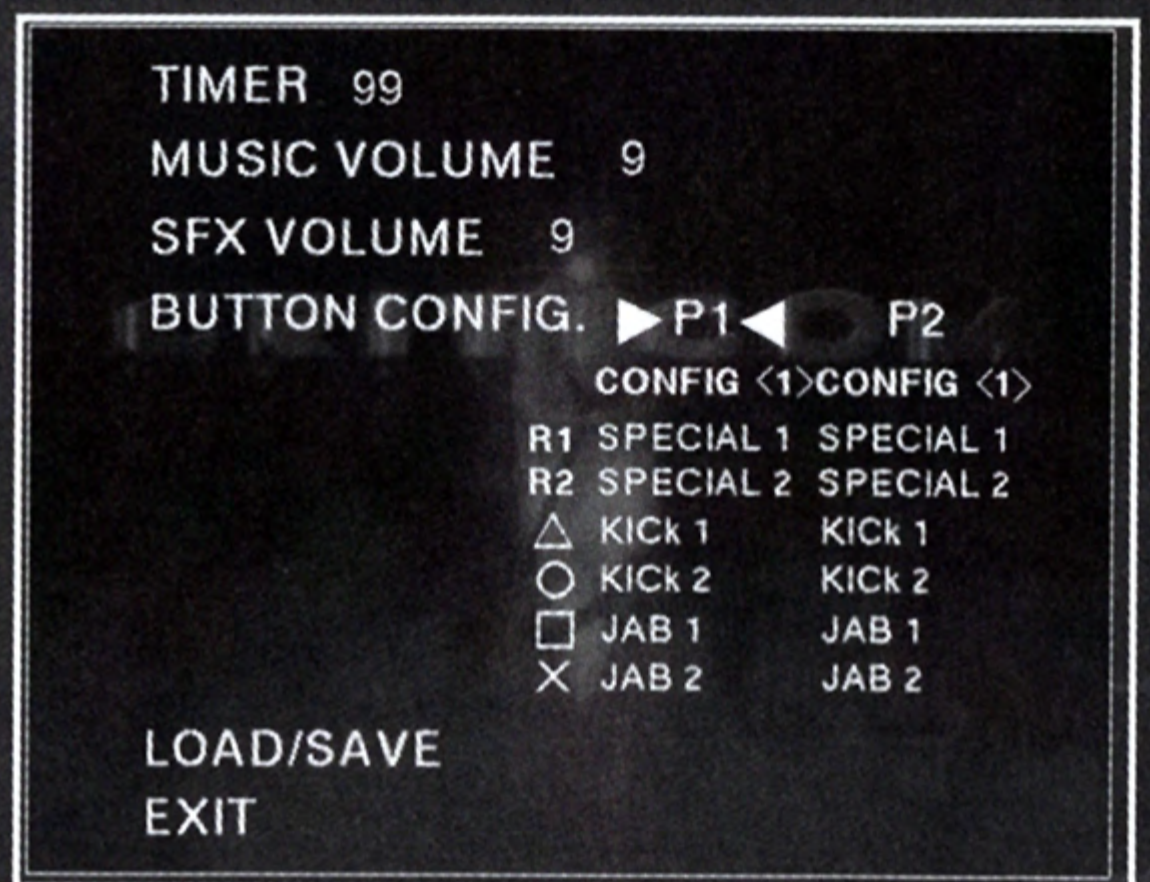 TIMER 99
MUSIC VOLUME 9
SFX VOLUME 9
BUTTON CONFIG. ▶P1◀ P2
CONFIG <1>CONFIG <1>
R1 SPECIAL 1 SPECIAL 1
R2 SPECIAL 2 SPECIAL 2
△ KICk 1 KICk 1
○ KICk 2 KICk 2
□ JAB 1 JAB 1
× JAB 2 JAB 2
LOAD/SAVE
EXIT